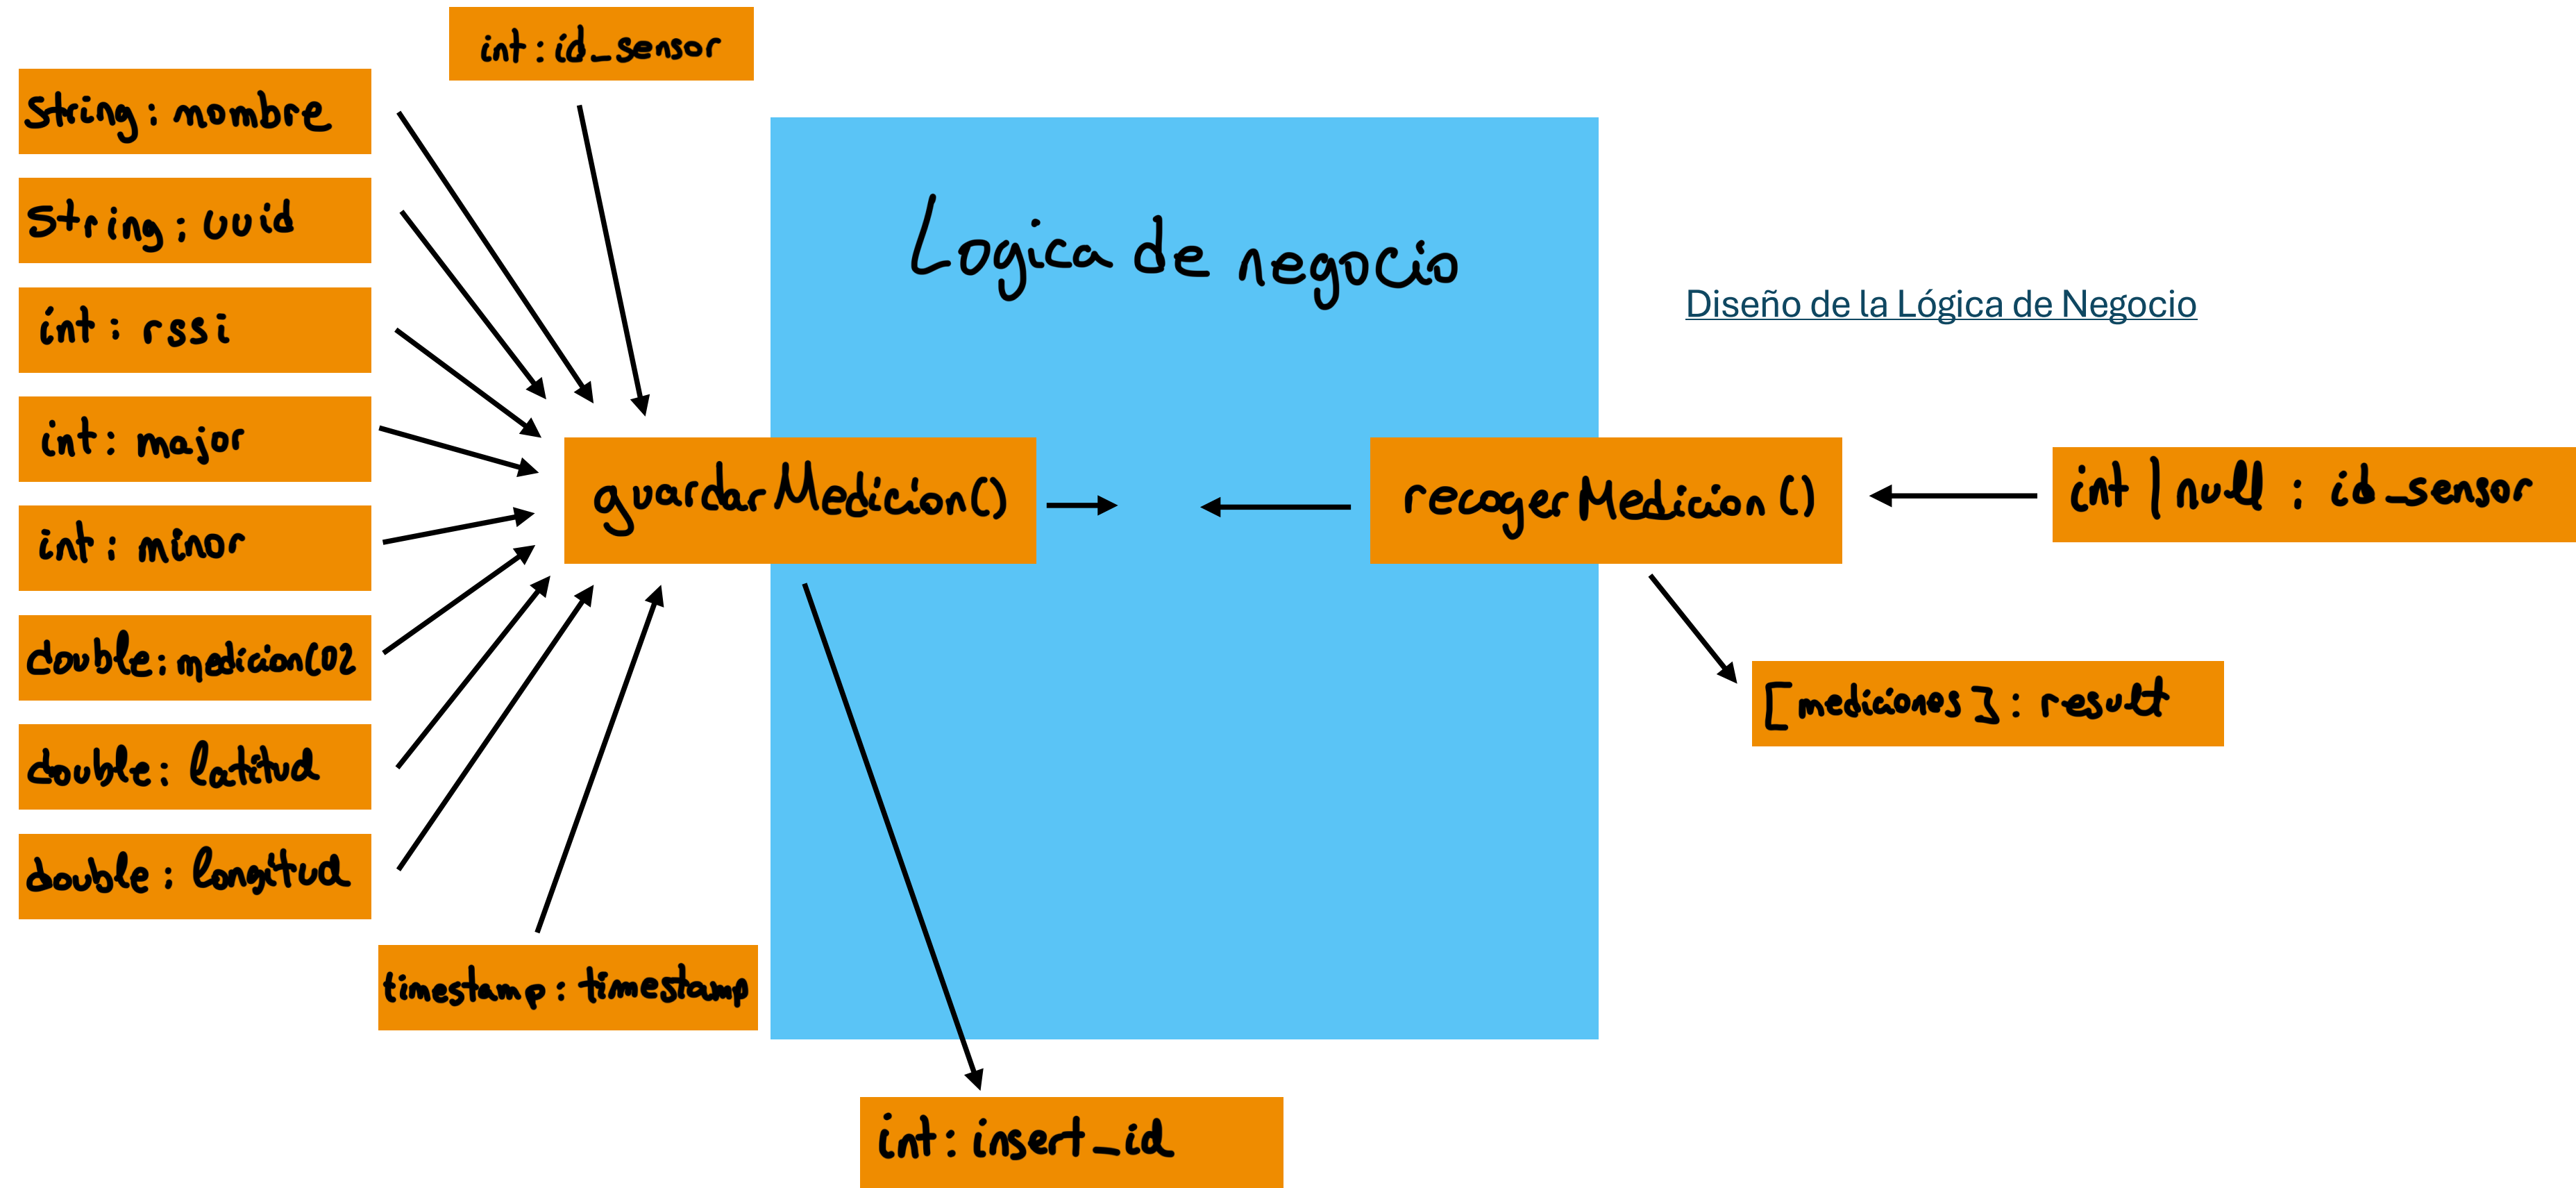 int : id_sensor
String : nombre
String : uuid
int : rssi
int : major
int : minor
double : medicionCO2
double : latitud
double : longitud
timestamp : timestamp
Logica de negocio
guardarMedicion()
recogerMedicion()
int : insert_id
Diseño de la Lógica de Negocio
int | null : id_sensor
[mediciones] : result